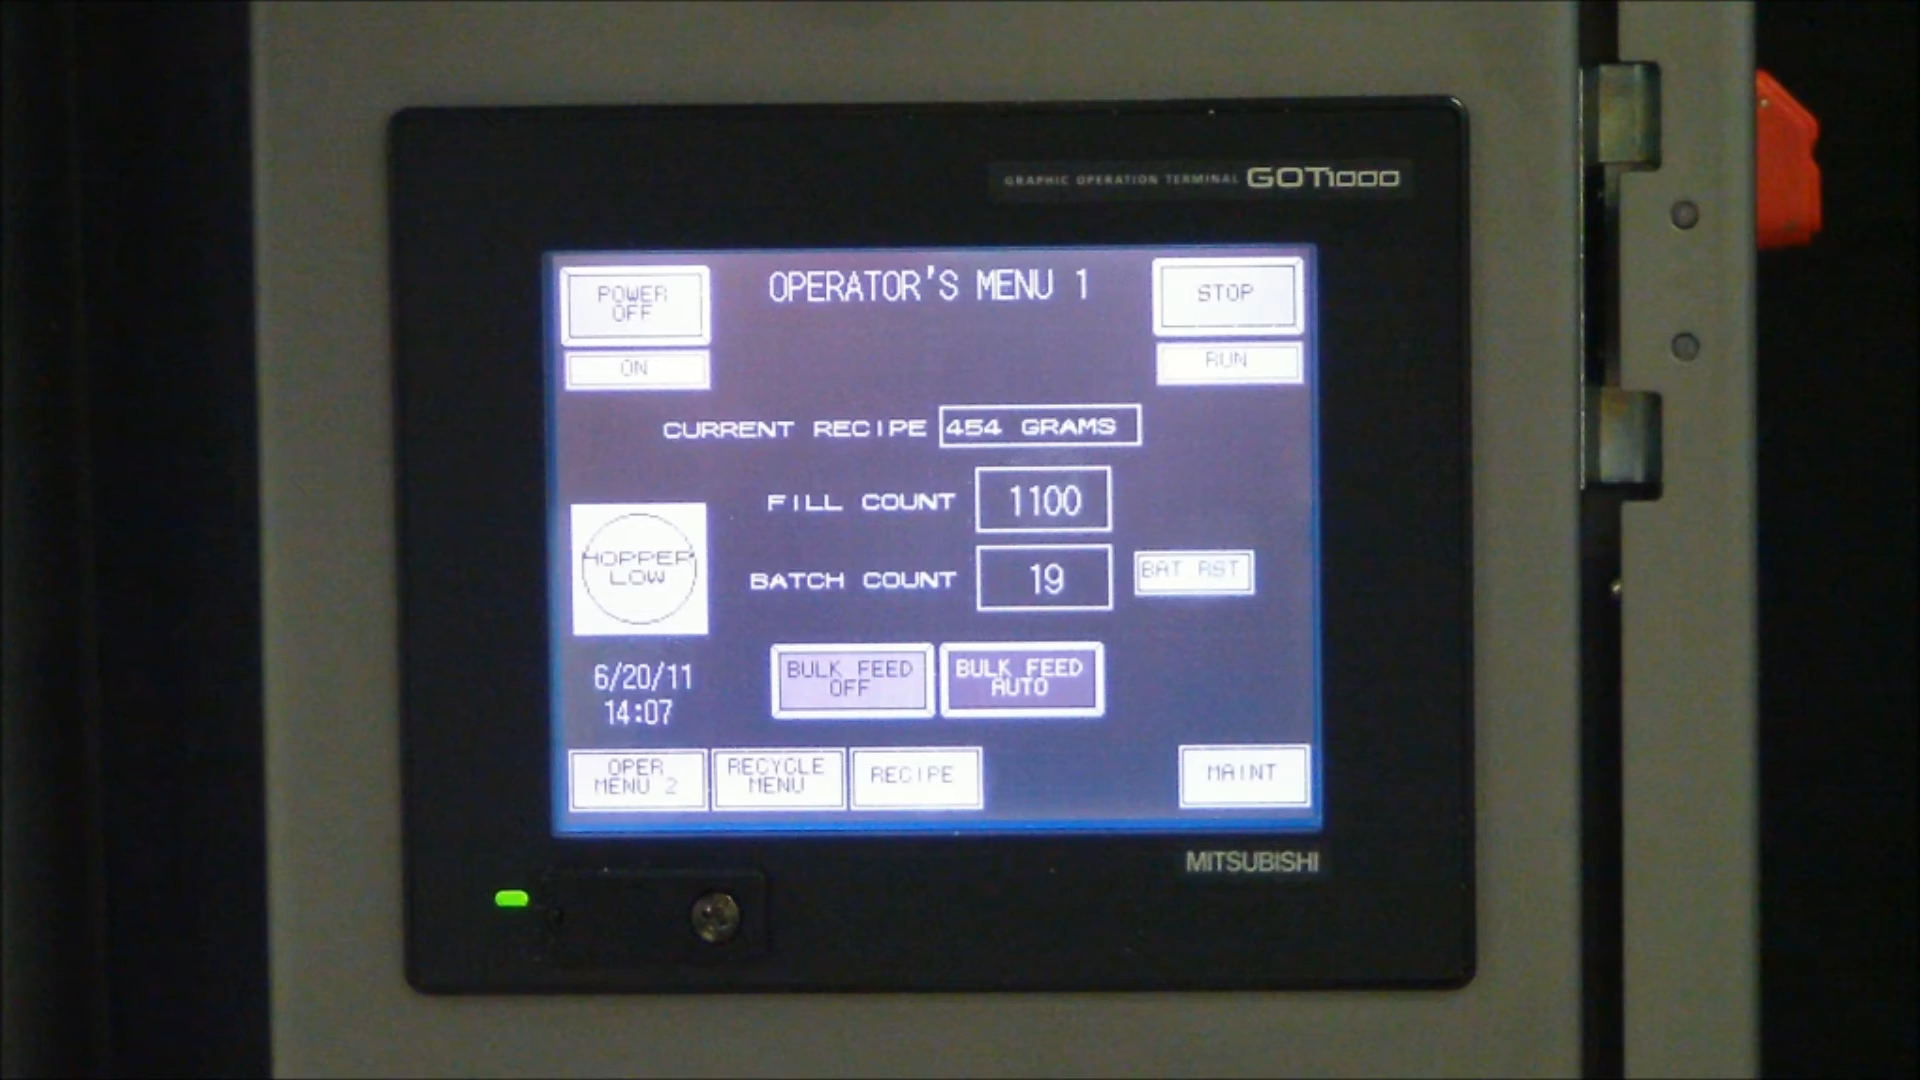 GRAPHIC OPERATION TERMINAL GOT1000
POWER
OFF
OPERATOR'S MENU 1
STOP
ON
RUN
CURRENT RECIPE 454 GRAMS
FILL COUNT 1100
HOPPER
LOW
BATCH COUNT 19 BAT RST
6/20/11
14:07
BULK FEED
OFF
BULK FEED
AUTO
OPER
MENU 2
RECYCLE
MENU
RECIPE
MAINT
MITSUBISHI